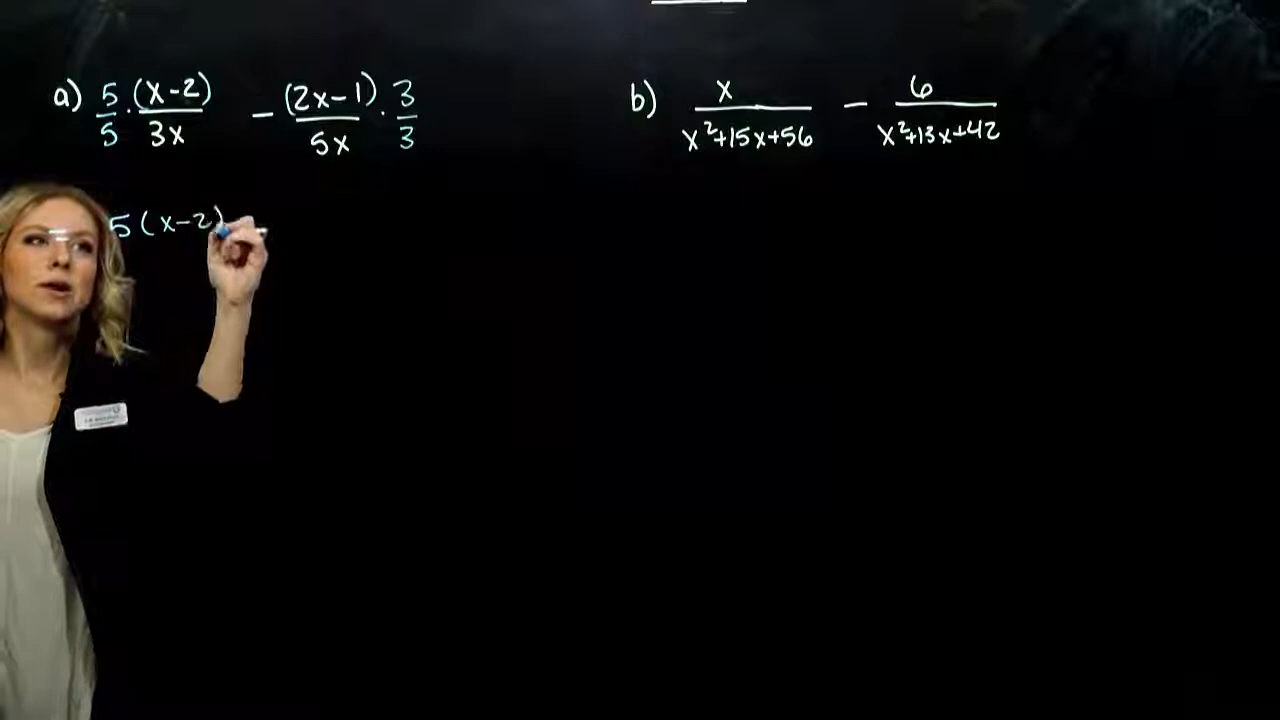 a) 5/5 · (x-2)/3x - (2x-1)/5x · 3/3
5(x-2)
b) x/x²+15x+56 - 6/x²+13x+42